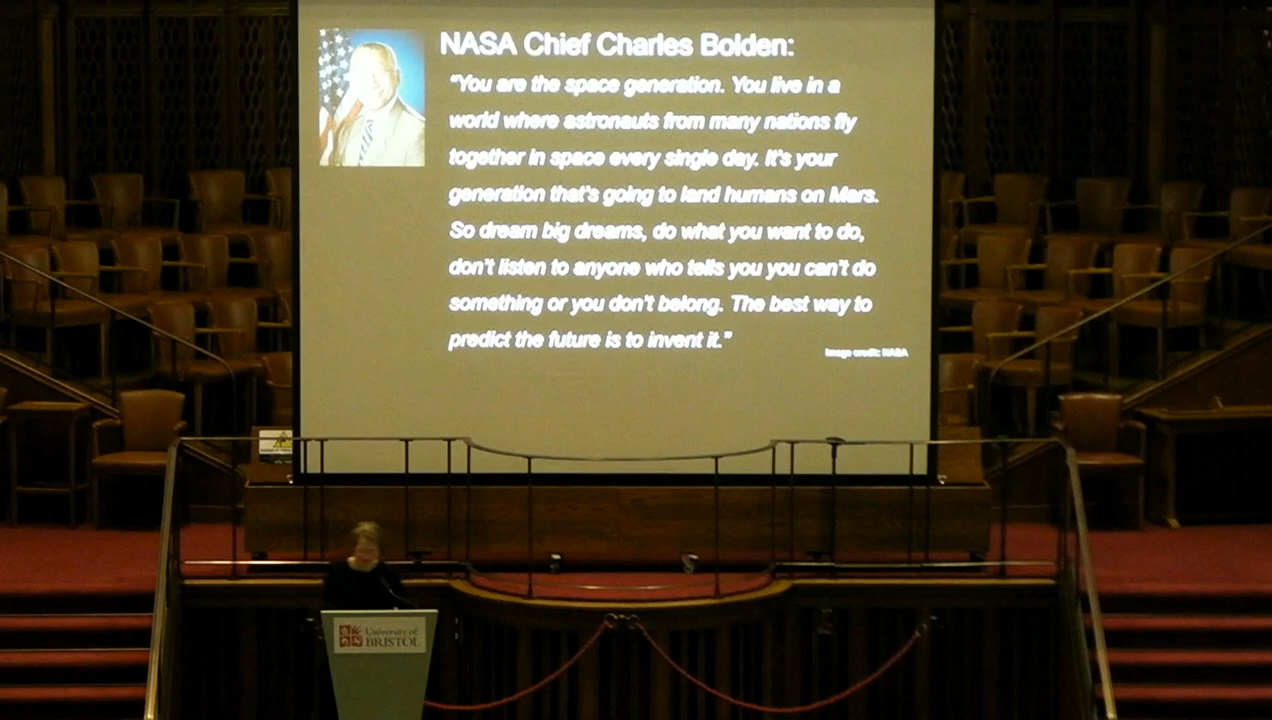 NASA Chief Charles Bolden:
“You are the space generation. You live in a
world where astronauts from many nations fly
together in space every single day. It's your
generation that's going to land humans on Mars.
So dream big dreams, do what you want to do,
don't listen to anyone who tells you you can't do
something or you don't belong. The best way to
predict the future is to invent it.”
Image credit: NASA
University of
BRISTOL